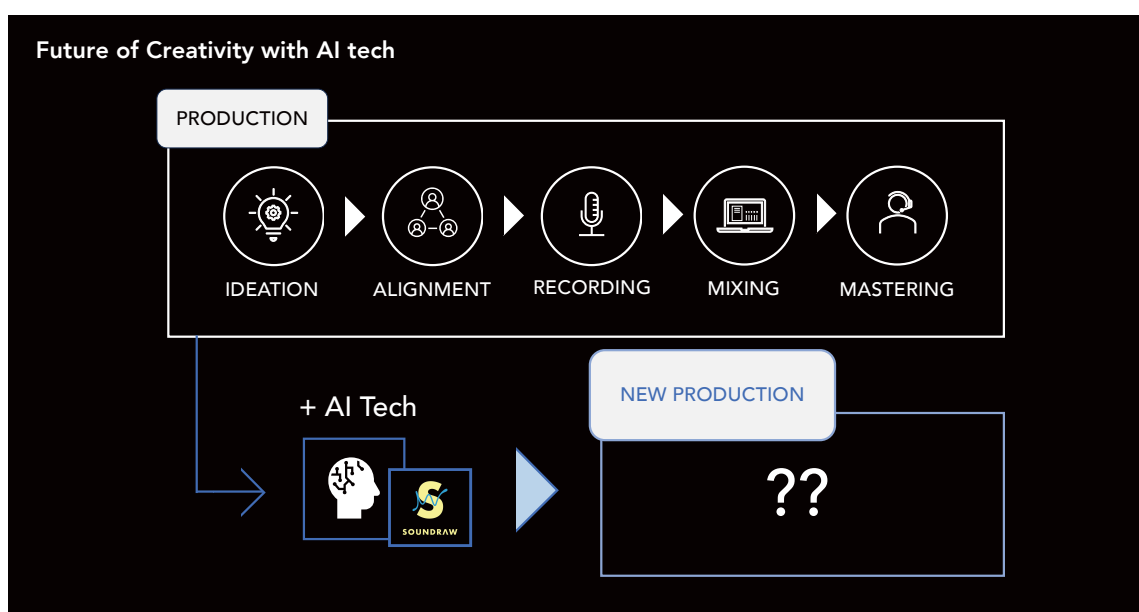 Future of Creativity with AI tech
PRODUCTION
IDEATION
ALIGNMENT
RECORDING
MIXING
MASTERING
+ AI Tech
S
SOUNDRAW
NEW PRODUCTION
??